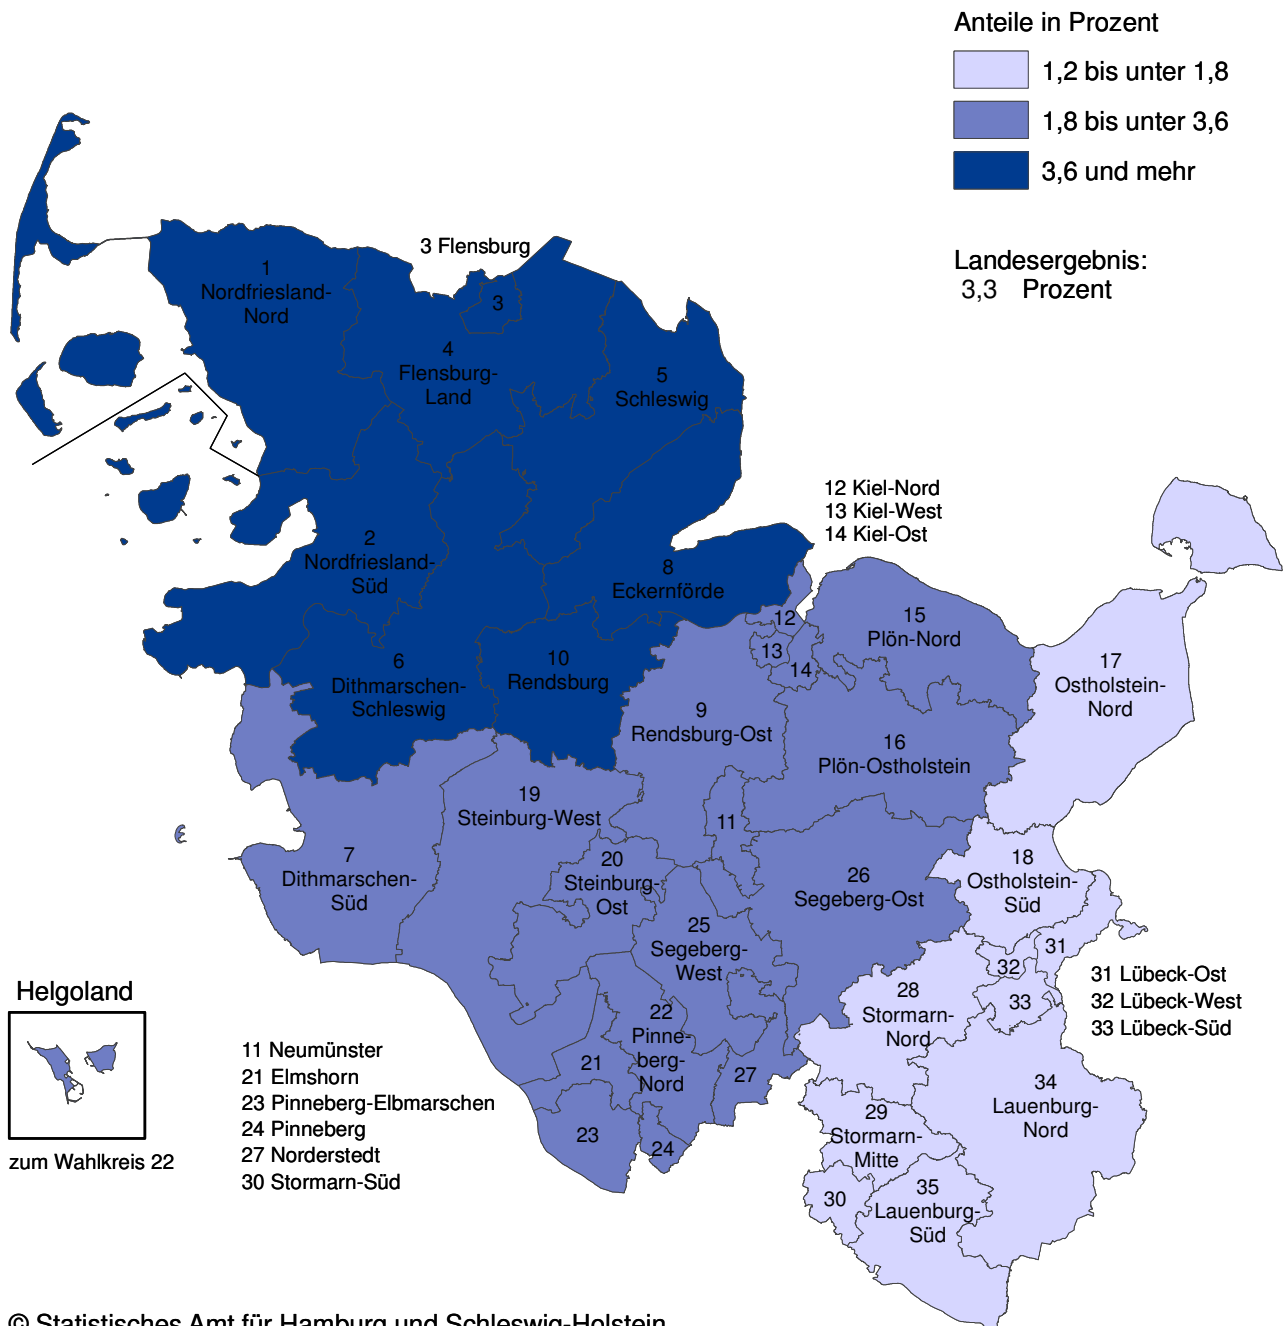 Anteile in Prozent
1,2 bis unter 1,8
1,8 bis unter 3,6
3,6 und mehr
Landesergebnis:
3,3 Prozent
3 Flensburg
1
Nordfriesland-
Nord
3
4
Flensburg-
Land
5
Schleswig
12 Kiel-Nord
13 Kiel-West
14 Kiel-Ost
2
Nordfriesland-
Süd
8
Eckernförde
12
13
14
15
Plön-Nord
6
Dithmarschen-
Schleswig
10
Rendsburg
17
Ostholstein-
Nord
9
Rendsburg-Ost
16
Plön-Ostholstein
19
Steinburg-West
11
7
Dithmarschen-
Süd
20
Steinburg-
Ost
26
Segeberg-Ost
18
Ostholstein-
Süd
25
Segeberg-
West
31
32
33
31 Lübeck-Ost
32 Lübeck-West
33 Lübeck-Süd
28
Stormarn-
Nord
Helgoland
zum Wahlkreis 22
22
Pinne-
berg-
Nord
21
27
23
24
11 Neumünster
21 Elmshorn
23 Pinneberg-Elbmarschen
24 Pinneberg
27 Norderstedt
30 Stormarn-Süd
34
Lauenburg-
Nord
29
Stormarn-
Mitte
30
35
Lauenburg-
Süd
© Statistisches Amt für Hamburg und Schleswig-Holstein